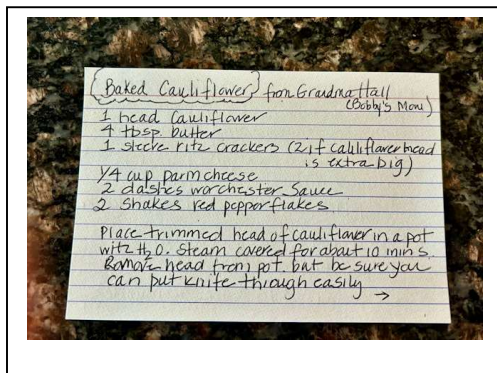 Baked Cauliflower from Grandma Hall
(Bobby's Mom)
1 head Cauliflower
4 tbsp butter
1 sleeve ritz crackers (2 if cauliflower head
is extra big)
1/4 cup parm cheese
2 dashes worchester sauce
2 shakes red pepper flakes
Place trimmed head of cauliflower in a pot
with H2O. Steam covered for about 10 mins.
Remove head from pot, but be sure you
can put knife through easily
→